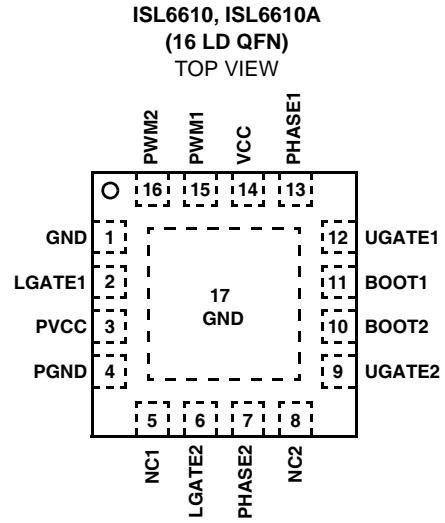 ISL6610, ISL6610A
(16 LD QFN)
TOP VIEW
PWM2
PWM1
VCC
PHASE1
16
15
14
13
GND 1
12 UGATE1
LGATE1 2
11 BOOT1
17
GND
PVCC 3
10 BOOT2
PGND 4
9 UGATE2
5
6
7
8
NC1
LGATE2
PHASE2
NC2